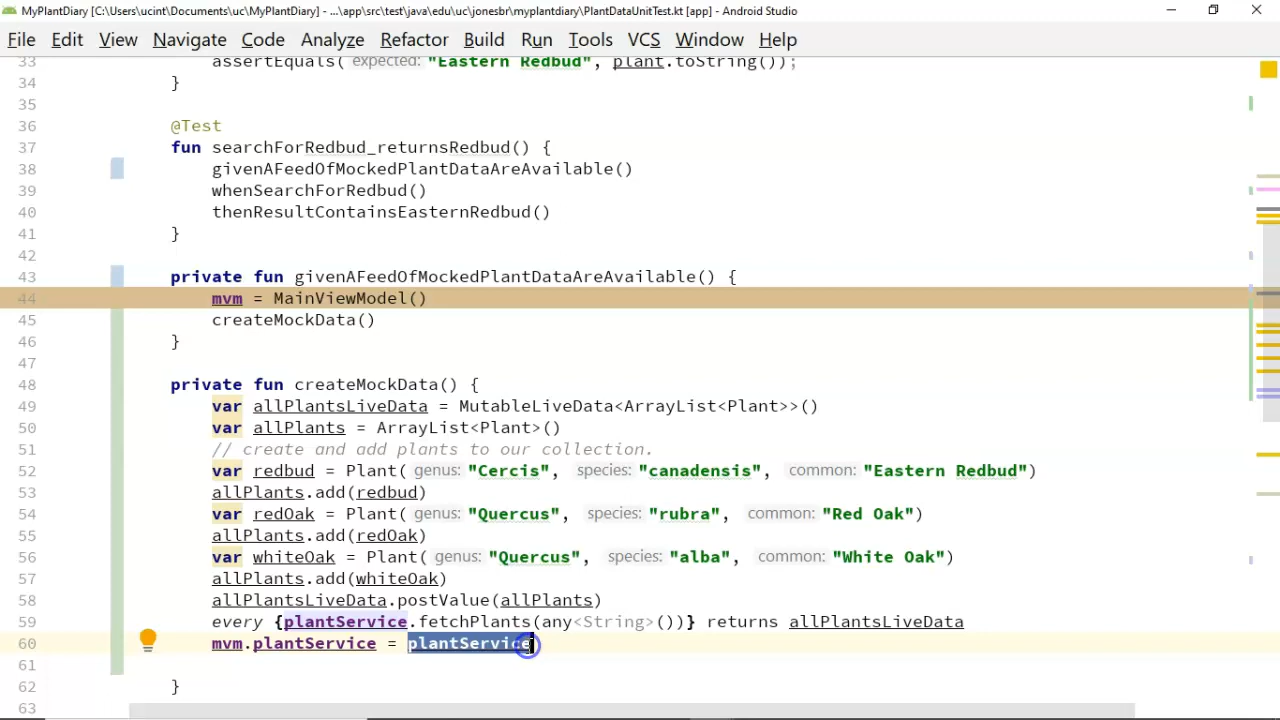 MyPlantDiary [C:\Users\ucint\Documents\uc\MyPlantDiary] - ...\app\src\test\java\edu\uc\jonesbr\myplantdiary\PlantDataUnitTest.kt [app] - Android Studio
File Edit View Navigate Code Analyze Refactor Build Run Tools VCS Window Help
33 assertEquals( expected: "Eastern Redbud", plant.toString());
34 }
35
36 @Test
37 fun searchForRedbud_returnsRedbud() {
38 givenAFeedOfMockedPlantDataAreAvailable()
39 whenSearchForRedbud()
40 thenResultContainsEasternRedbud()
41 }
42
43 private fun givenAFeedOfMockedPlantDataAreAvailable() {
44 mvm = MainViewModel()
45 createMockData()
46 }
47
48 private fun createMockData() {
49 var allPlantsLiveData = MutableLiveData<ArrayList<Plant>>()
50 var allPlants = ArrayList<Plant>()
51 // create and add plants to our collection.
52 var redbud = Plant( genus: "Cercis", species: "canadensis", common: "Eastern Redbud")
53 allPlants.add(redbud)
54 var redOak = Plant( genus: "Quercus", species: "rubra", common: "Red Oak")
55 allPlants.add(redOak)
56 var whiteOak = Plant( genus: "Quercus", species: "alba", common: "White Oak")
57 allPlants.add(whiteOak)
58 allPlantsLiveData.postValue(allPlants)
59 every {plantService.fetchPlants(any<String>())} returns allPlantsLiveData
60 mvm.plantService = plantService
61
62 }
63